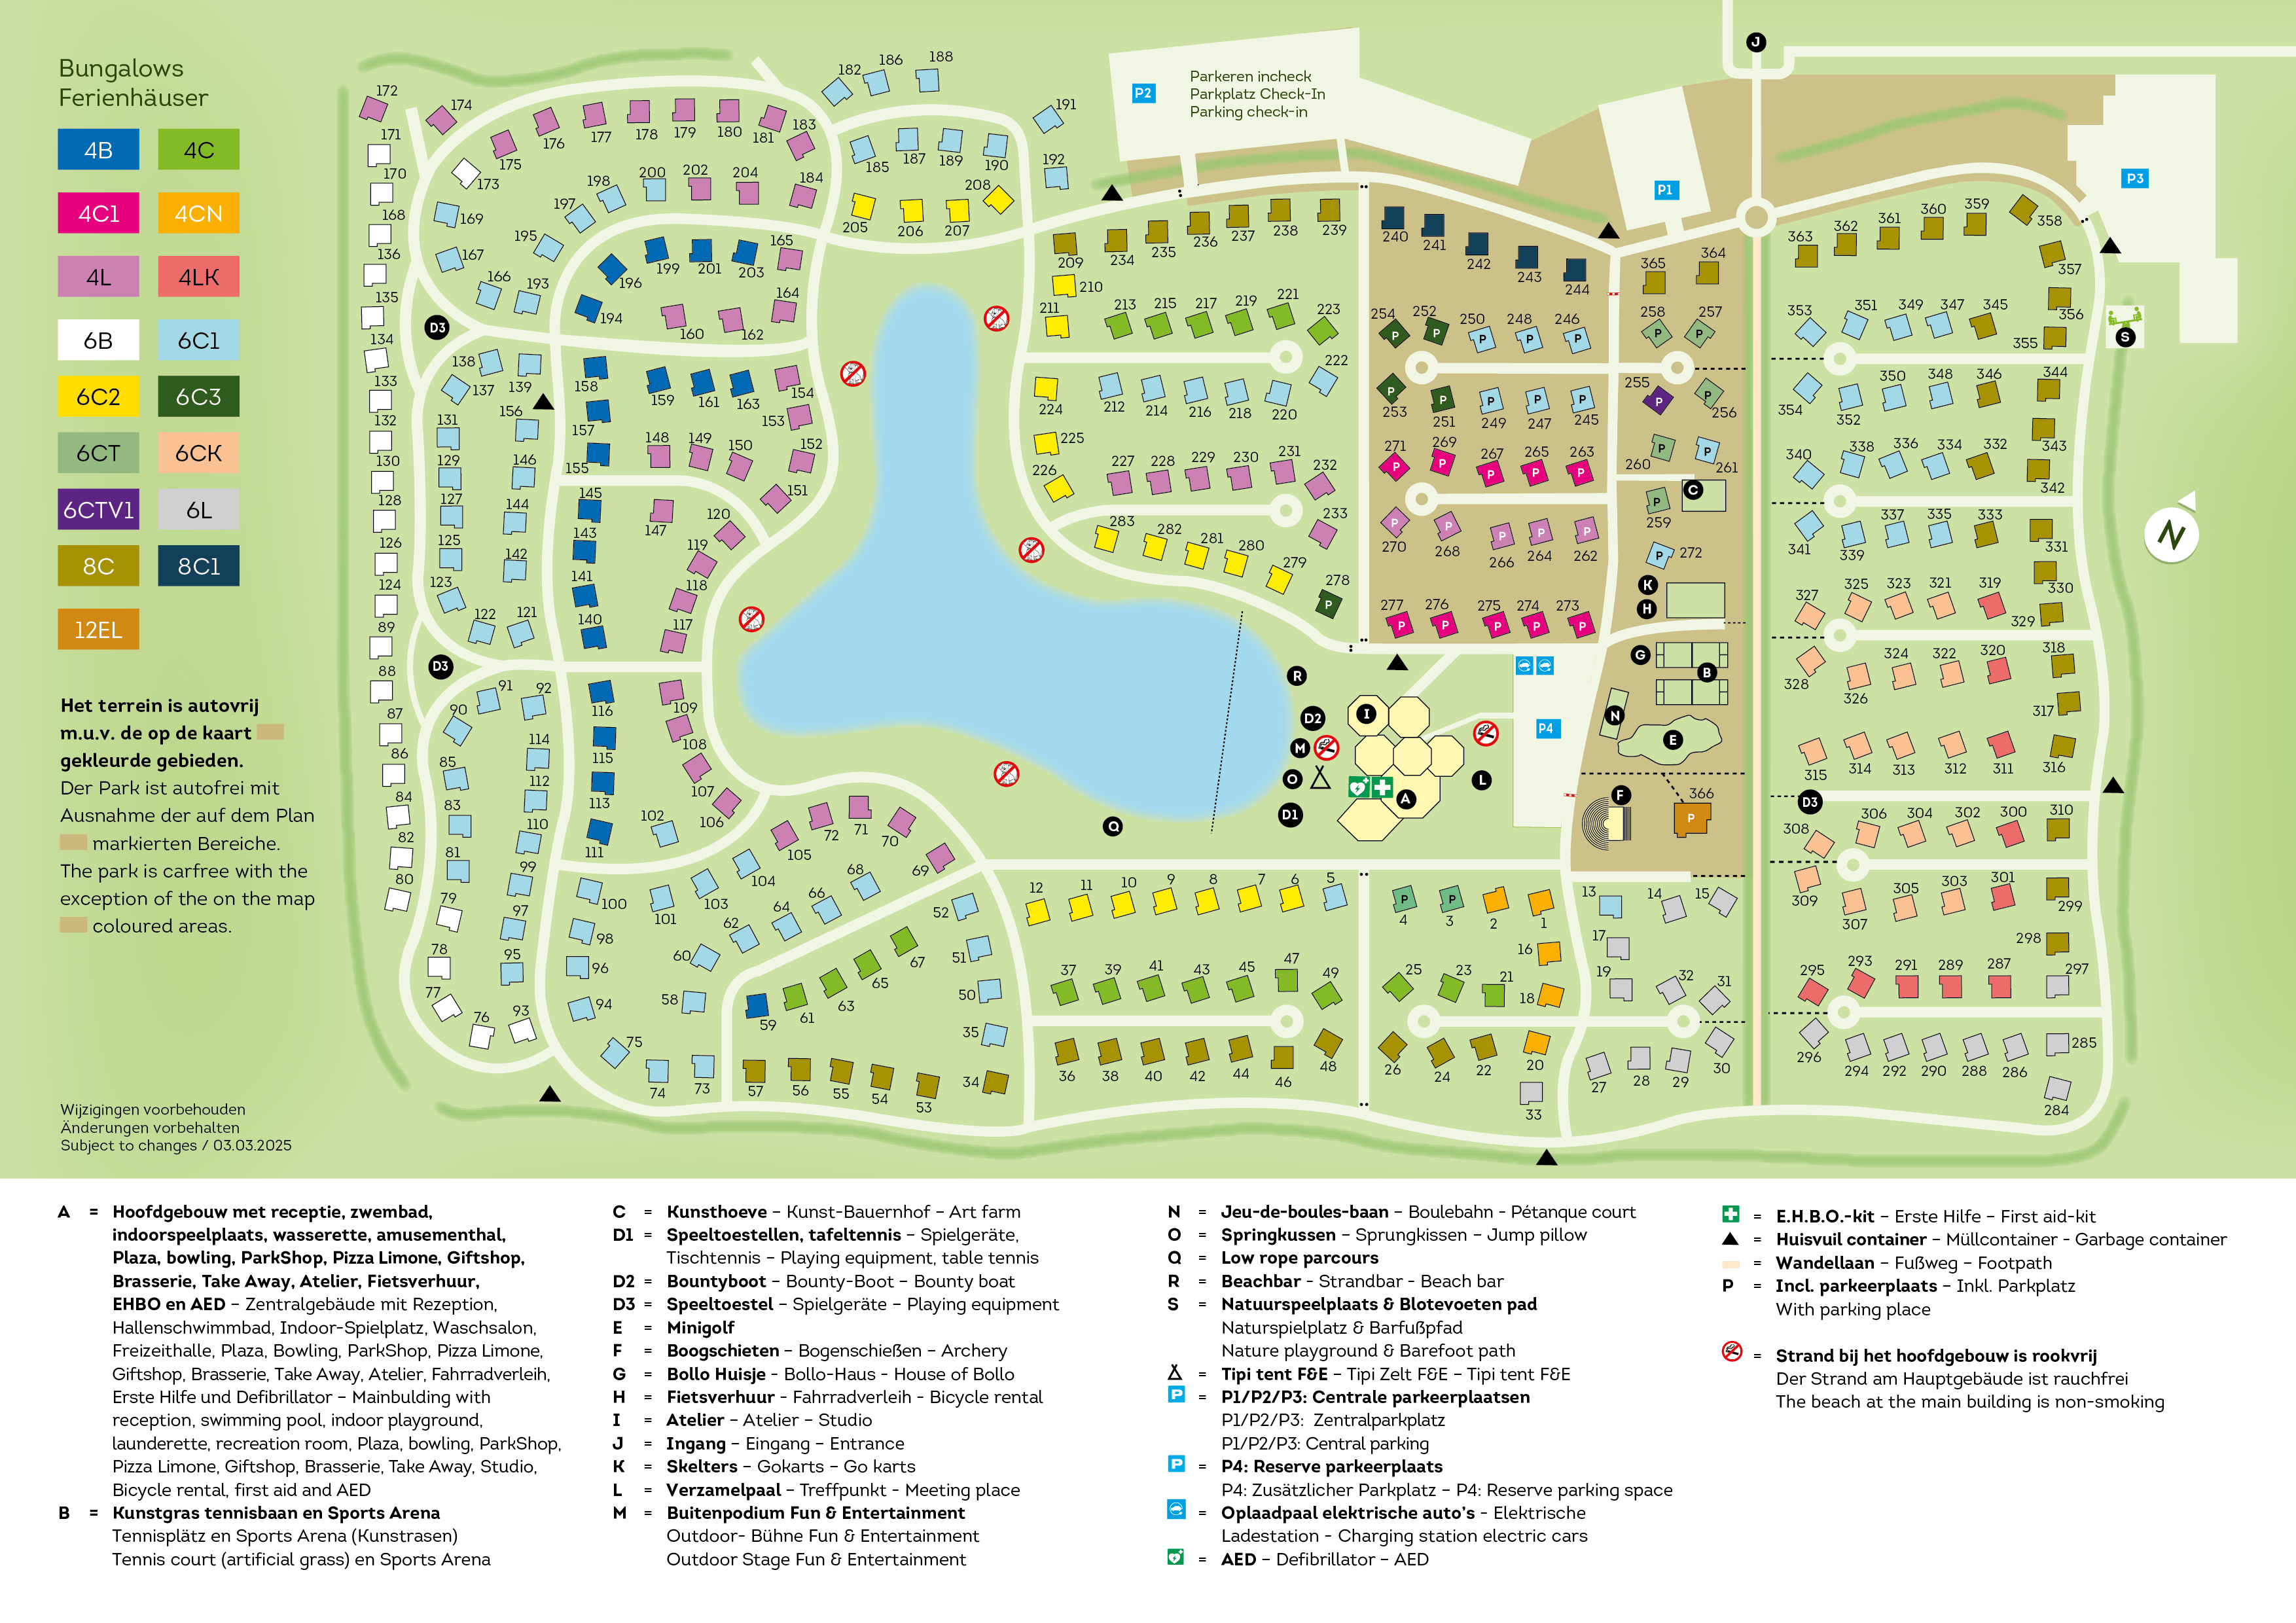 Bungalows
Ferienhäuser
4B 4C
4C1 4CN
4L 4LK
6B 6C1
6C2 6C3
6CT 6CK
6CTV1 6L
8C 8C1
12EL
Het terrein is autovrij
m.u.v. de op de kaart
gekleurde gebieden.
Der Park ist autofrei mit
Ausnahme der auf dem Plan
markierten Bereiche.
The park is carfree with the
exception of the on the map
coloured areas.
Wijzigingen voorbehouden
Änderungen vorbehalten
Subject to changes / 03.03.2025
P2
Parkeren incheck
Parkplatz Check-In
Parking check-in
J
P1
P3
S
N
172 174 176 177 178 179 180 181 183
171 175 173
170 168 136 135 134 133 132 130 128 126 124 89 88 87 86 84 82 80 78 77 76 93 79
169 167 166 193 195 197 198 200 202 204 184
182 186 188 185 187 189 190 191 192
205 206 207 208
196 199 201 203 165 194 160 162 164
D3
138 137 139 158 159 161 163 154 153
131 156 157 148 149 150 152
129 146 155 151
127 144 145 147 120
125 142 143 119
123 122 121 141 140 118 117
D3
91 92 90 116 109
114 115 108
85 112 113 107
83 110 111 102 106
81 99 100 101 103 104 105 72 71 70 69
97 98 60 62 64 66 68
95 96 58 59 61 63 65 67
94 75 74 73 57 56 55 54 53
52 51 50 35 34
209 234 235 236 237 238 239
210 211 213 215 217 219 221 223
224 212 214 216 218 220 222
225 226 227 228 229 230 231 232
233 283 282 281 280 279 278 P
240 241 242 243 244
254 252 250 248 246
P P P P P
253 251 249 247 245
P P P P P
271 269 267 265 263
P P P P P
270 268 266 264 262
P P P P P
277 276 275 274 273
P P P P P
365 364
258 257 P P
255 256 P P
260 261 P P
C
259 P
272 P
K
H
G
B
N
E
F
366 P
R
D2
M
O
D1
Q
I
A
L
P4
363 362 361 360 359 358
357 356 355
353 351 349 347 345
354 352 350 348 346 344
343 342
340 338 336 334 332
341 339 337 335 333 331
330 329
327 325 323 321 319
328 326 324 322 320 318
317 316
315 314 313 312 311
D3
308 306 304 302 300 310
309 307 305 303 301 299
298 297
295 293 291 289 287
296 294 292 290 288 286 285
284
12 11 10 9 8 7 6 5
P P
4 3 2 1
37 39 41 43 45 47 49
36 38 40 42 44 46 48
25 23 21 18 16
26 24 22 20 33
13 14 15 17 19 32 31
27 28 29 30
A = Hoofdgebouw met receptie, zwembad,
indoorspeelplaats, wasserette, amusementhal,
Plaza, bowling, ParkShop, Pizza Limone, Giftshop,
Brasserie, Take Away, Atelier, Fietsverhuur,
EHBO en AED – Zentralgebäude mit Rezeption,
Hallenschwimmbad, Indoor-Spielplatz, Waschsalon,
Freizeithalle, Plaza, Bowling, ParkShop, Pizza Limone,
Giftshop, Brasserie, Take Away, Atelier, Fahrradverleih,
Erste Hilfe und Defibrillator – Mainbulding with
reception, swimming pool, indoor playground,
launderette, recreation room, Plaza, bowling, ParkShop,
Pizza Limone, Giftshop, Brasserie, Take Away, Studio,
Bicycle rental, first aid and AED
B = Kunstgras tennisbaan en Sports Arena
Tennisplätz en Sports Arena (Kunstrasen)
Tennis court (artificial grass) en Sports Arena
C = Kunsthoeve – Kunst-Bauernhof – Art farm
D1 = Speeltoestellen, tafeltennis – Spielgeräte,
Tischtennis – Playing equipment, table tennis
D2 = Bountyboot – Bounty-Boot – Bounty boat
D3 = Speeltoestel – Spielgeräte – Playing equipment
E = Minigolf
F = Boogschieten – Bogenschießen – Archery
G = Bollo Huisje - Bollo-Haus - House of Bollo
H = Fietsverhuur - Fahrradverleih - Bicycle rental
I = Atelier – Atelier – Studio
J = Ingang – Eingang – Entrance
K = Skelters – Gokarts – Go karts
L = Verzamelpaal – Treffpunkt - Meeting place
M = Buitenpodium Fun & Entertainment
Outdoor- Bühne Fun & Entertainment
Outdoor Stage Fun & Entertainment
N = Jeu-de-boules-baan – Boulebahn - Pétanque court
O = Springkussen – Sprungkissen – Jump pillow
Q = Low rope parcours
R = Beachbar - Strandbar - Beach bar
S = Natuurspeelplaats & Blotevoeten pad
Naturspielplatz & Barfußpfad
Nature playground & Barefoot path
= Tipi tent F&E – Tipi Zelt F&E – Tipi tent F&E
P = P1/P2/P3: Centrale parkeerplaatsen
P1/P2/P3: Zentralparkplatz
P1/P2/P3: Central parking
P = P4: Reserve parkeerplaats
P4: Zusätzlicher Parkplatz – P4: Reserve parking space
= Oplaadpaal elektrische auto's - Elektrische
Ladestation - Charging station electric cars
= AED – Defibrillator – AED
= E.H.B.O.-kit – Erste Hilfe – First aid-kit
= Huisvuil container – Müllcontainer - Garbage container
= Wandellaan – Fußweg – Footpath
P = Incl. parkeerplaats – Inkl. Parkplatz
With parking place
= Strand bij het hoofdgebouw is rookvrij
Der Strand am Hauptgebäude ist rauchfrei
The beach at the main building is non-smoking